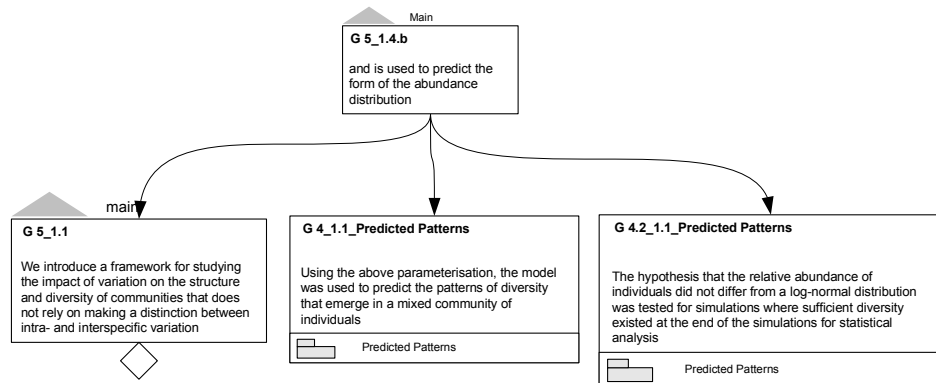 Main
G 5_1.4.b
and is used to predict the
form of the abundance
distribution
main
G 5_1.1
We introduce a framework for studying
the impact of variation on the structure
and diversity of communities that does
not rely on making a distinction between
intra- and interspecific variation
G 4_1.1_Predicted Patterns
Using the above parameterisation, the model
was used to predict the patterns of diversity
that emerge in a mixed community of
individuals
Predicted Patterns
G 4.2_1.1_Predicted Patterns
The hypothesis that the relative abundance of
individuals did not differ from a log-normal distribution
was tested for simulations where sufficient diversity
existed at the end of the simulations for statistical
analysis
Predicted Patterns